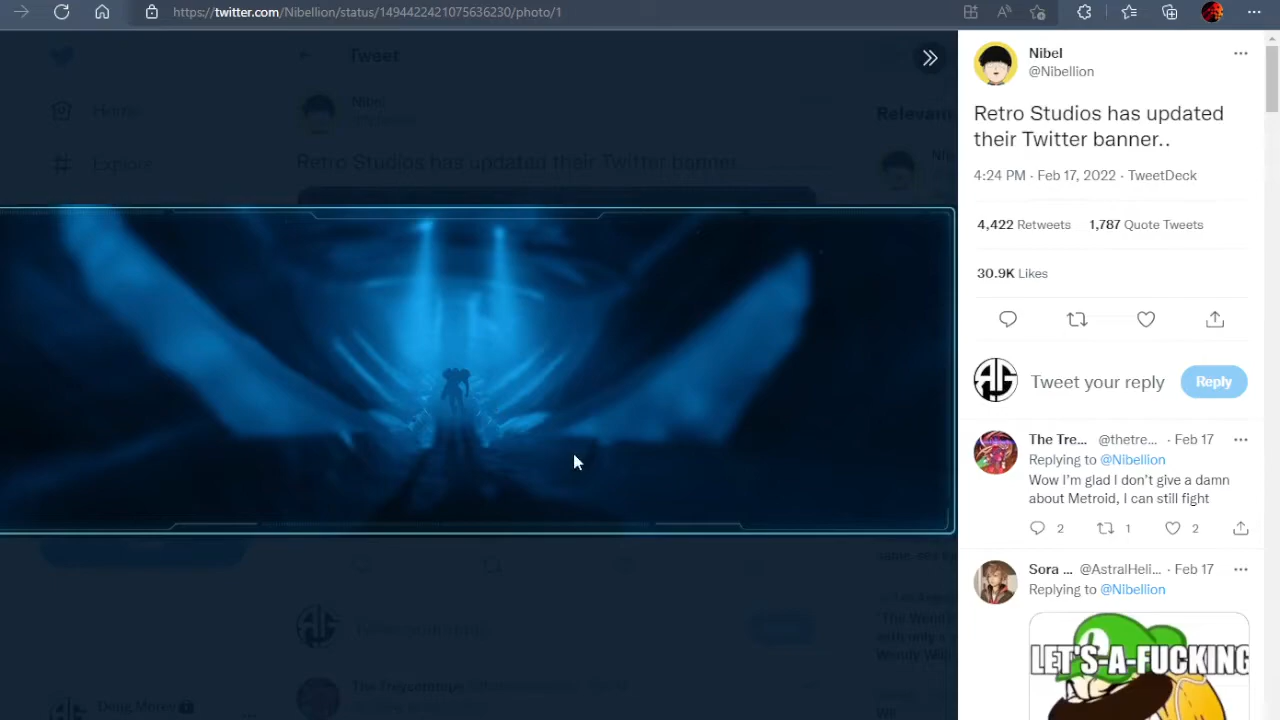 https://twitter.com/Nibellion/status/1494422421075636230/photo/1
Tweet
Nibel
Home
Explore
Retro Studios has updated their Twitter banner..
Nibel
@Nibellion
Retro Studios has updated
their Twitter banner..
4:24 PM · Feb 17, 2022 · TweetDeck
4,422 Retweets 1,787 Quote Tweets
30.9K Likes
Tweet your reply
Reply
The Tre... @thetre... · Feb 17
Replying to @Nibellion
Wow I'm glad I don't give a damn
about Metroid, I can still fight
2 1 2
Sora ... @AstralHeli... · Feb 17
Replying to @Nibellion
LET'S-A-FUCKING